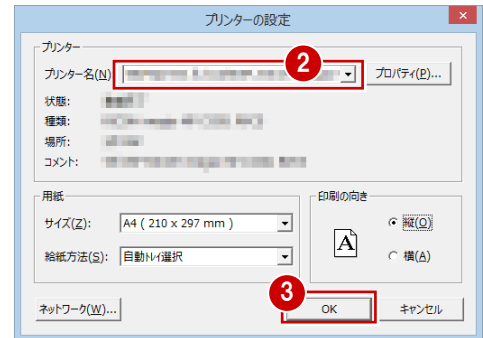 プリンターの設定
プリンター
2
プリンター名(N)
プロパティ(P)...
状態:
種類:
場所:
コメント:
用紙
サイズ(Z):
A4 ( 210 x 297 mm )
給紙方法(S):
自動トレイ選択
印刷の向き
A
縦(O)
横(A)
3
ネットワーク(W)...
OK
キャンセル